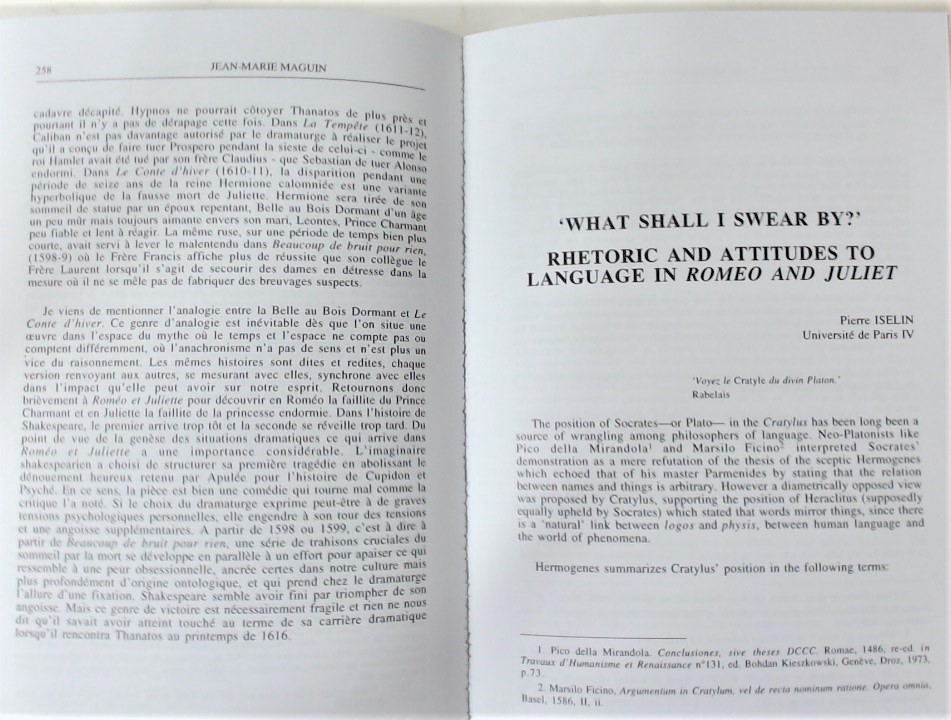 258
JEAN-MARIE MAGUIN
cadavre décapité. Hypnos ne pourrait côtoyer Thanatos de plus près et
pourtant il n'y a pas de dérapage cette fois. Dans La Tempête (1611-12),
Caliban n'est pas davantage autorisé par le dramaturge à réaliser le projet
qu'il a conçu de faire tuer Prospero pendant la sieste de celui-ci - comme le
roi Hamlet avait été tué par son frère Claudius - que Sebastian de tuer Alonso
endormi. Dans Le Conte d'hiver (1610-11), la disparition pendant une
période de seize ans de la reine Hermione calomniée est une variante
hyperbolique de la fausse mort de Juliette. Hermione sera tirée de son
sommeil de statue par un époux repentant, Belle au Bois Dormant d'un âge
un peu mûr mais toujours aimante envers son mari, Leontes, Prince Charmant
peu fiable et lent à réagir. La même ruse, sur une période de temps bien plus
courte, avait servi à lever le malentendu dans Beaucoup de bruit pour rien,
(1598-9) où le Frère Francis affiche plus de réussite que son collègue le
Frère Laurent lorsqu'il s'agit de secourir des dames en détresse dans la
mesure où il ne se mêle pas de fabriquer des breuvages suspects.
Je viens de mentionner l'analogie entre la Belle au Bois Dormant et Le
Conte d'hiver. Ce genre d'analogie est inévitable dès que l'on situe une
œuvre dans l'espace du mythe où le temps et l'espace ne compte pas ou
comptent différemment, où l'anachronisme n'a pas de sens et n'est plus un
vice du raisonnement. Les mêmes histoires sont dites et redites, chaque
version renvoyant aux autres, se mesurant avec elles, synchrone avec elles
dans l'impact qu'elle peut avoir sur notre esprit. Retournons donc
brièvement à Roméo et Juliette pour découvrir en Roméo la faillite du Prince
Charmant et en Juliette la faillite de la princesse endormie. Dans l'histoire de
Shakespeare, le premier arrive trop tôt et la seconde se réveille trop tard. Du
point de vue de la genèse des situations dramatiques ce qui arrive dans
Roméo et Juliette a une importance considérable. L'imaginaire
shakespearien a choisi de structurer sa première tragédie en abolissant le
dénouement heureux retenu par Apulée pour l'histoire de Cupidon et
Psyché. En ce sens, la pièce est bien une comédie qui tourne mal comme la
critique l'a noté. Si le choix du dramaturge exprime peut-être à de graves
tensions psychologiques personnelles, elle engendre à son tour des tensions
et une angoisse supplémentaires. A partir de 1598 ou 1599, c'est à dire à
partir de Beaucoup de bruit pour rien, une série de trahisons cruciales du
sommeil par la mort se développe en parallèle à un effort pour apaiser ce qui
ressemble à une peur obsessionnelle, ancrée certes dans notre culture mais
plus profondément d'origine ontologique, et qui prend chez le dramaturge
l'allure d'une fixation. Shakespeare semble avoir fini par triompher de son
angoisse. Mais ce genre de victoire est nécessairement fragile et rien ne nous
dit qu'il savait avoir atteint touché au terme de sa carrière dramatique
lorsqu'il rencontra Thanatos au printemps de 1616.
'WHAT SHALL I SWEAR BY?'
RHETORIC AND ATTITUDES TO
LANGUAGE IN ROMEO AND JULIET
Pierre ISELIN
Université de Paris IV
'Voyez le Cratyle du divin Platon.'
Rabelais
The position of Socrates—or Plato— in the Cratylus has been long been a
source of wrangling among philosophers of language. Neo-Platonists like
Pico della Mirandola1 and Marsilo Ficino2 interpreted Socrates'
demonstration as a mere refutation of the thesis of the sceptic Hermogenes
which echoed that of his master Parmenides by stating that the relation
between names and things is arbitrary. However a diametrically opposed view
was proposed by Cratylus, supporting the position of Heraclitus (supposedly
equally upheld by Socrates) which stated that words mirror things, since there
is a 'natural' link between logos and physis, between human language and
the world of phenomena.
Hermogenes summarizes Cratylus' position in the following terms:
1. Pico della Mirandola. Conclusiones, sive theses DCCC. Romae, 1486, re-ed. in
Travaux d'Humanisme et Renaissance n°131, ed. Bohdan Kieszkowski, Genève, Droz, 1973,
p.73.
2. Marsilo Ficino, Argumentum in Cratylum, vel de recta nominum ratione. Opera omnia,
Basel, 1586, II, ii.